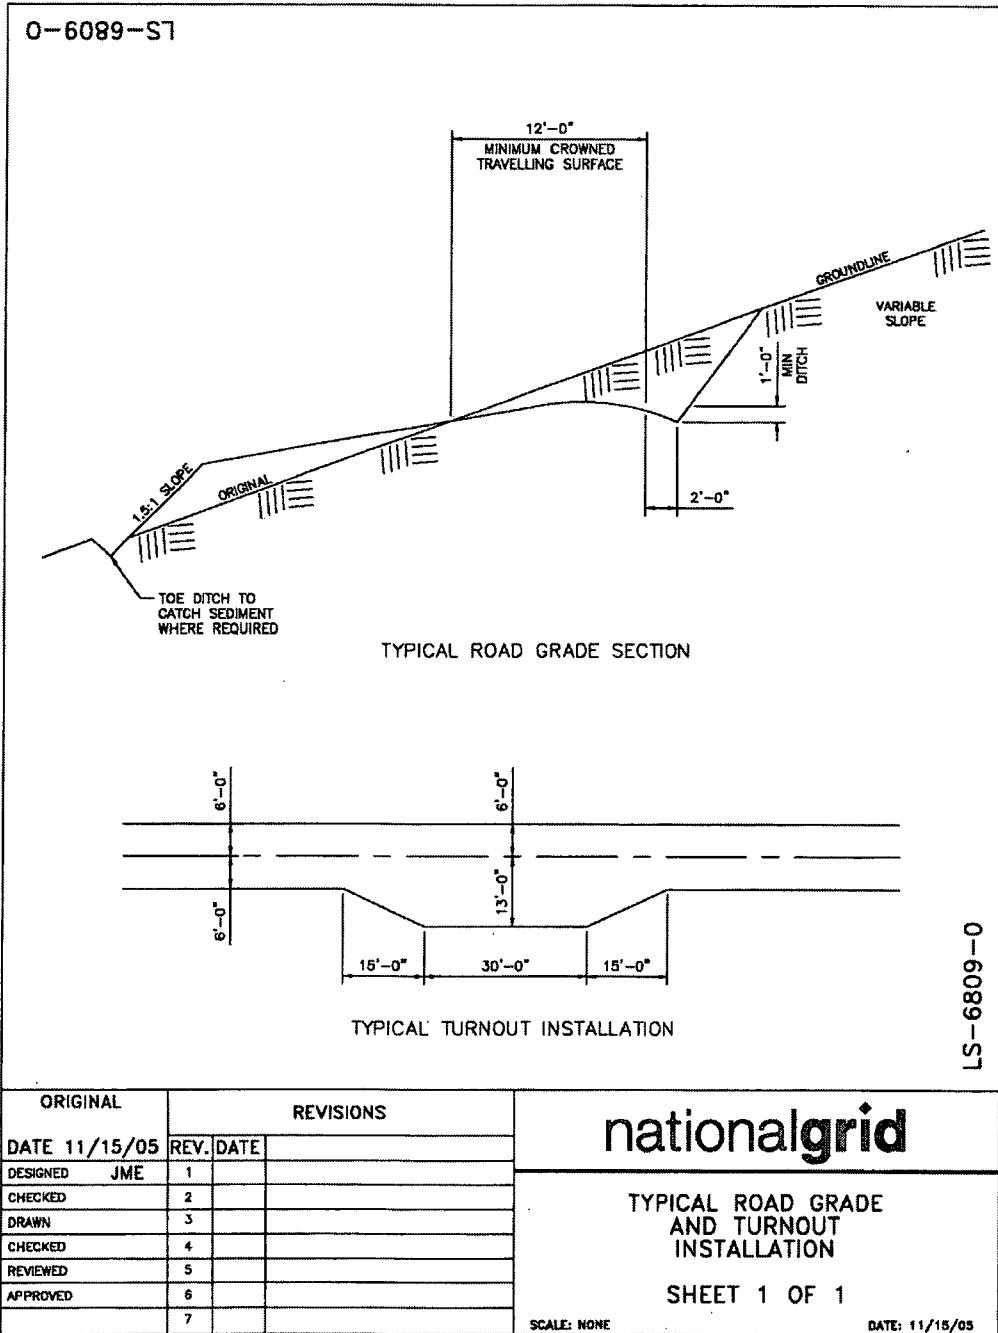 LS-6809-0
12'-0"
MINIMUM CROWNED
TRAVELLING SURFACE
GROUNDLINE
VARIABLE
SLOPE
1'-0"
MIN
DITCH
1.5:1 SLOPE
ORIGINAL
2'-0"
TOE DITCH TO
CATCH SEDIMENT
WHERE REQUIRED
TYPICAL ROAD GRADE SECTION
6'-0"
6'-0"
6'-0"
13'-0"
15'-0"
30'-0"
15'-0"
TYPICAL TURNOUT INSTALLATION
LS-6809-0
ORIGINAL
REVISIONS
DATE 11/15/05
REV.
DATE
DESIGNED JME
1
CHECKED
2
DRAWN
3
CHECKED
4
REVIEWED
5
APPROVED
6
7
nationalgrid
TYPICAL ROAD GRADE
AND TURNOUT
INSTALLATION
SHEET 1 OF 1
SCALE: NONE
DATE: 11/15/05